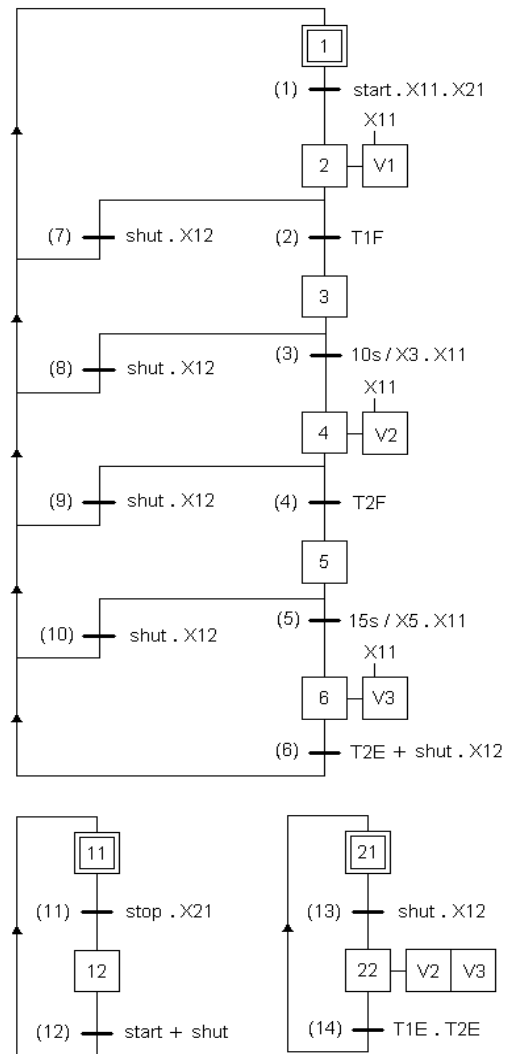 1
(1) start . X11 . X21
X11
2 V1
(7) shut . X12 (2) T1F
3
(8) shut . X12 (3) 10s / X3 . X11
X11
4 V2
(9) shut . X12 (4) T2F
5
(10) shut . X12 (5) 15s / X5 . X11
X11
6 V3
(6) T2E + shut . X12
11 21
(11) stop . X21 (13) shut . X12
12 22 V2 V3
(12) start + shut (14) T1E . T2E